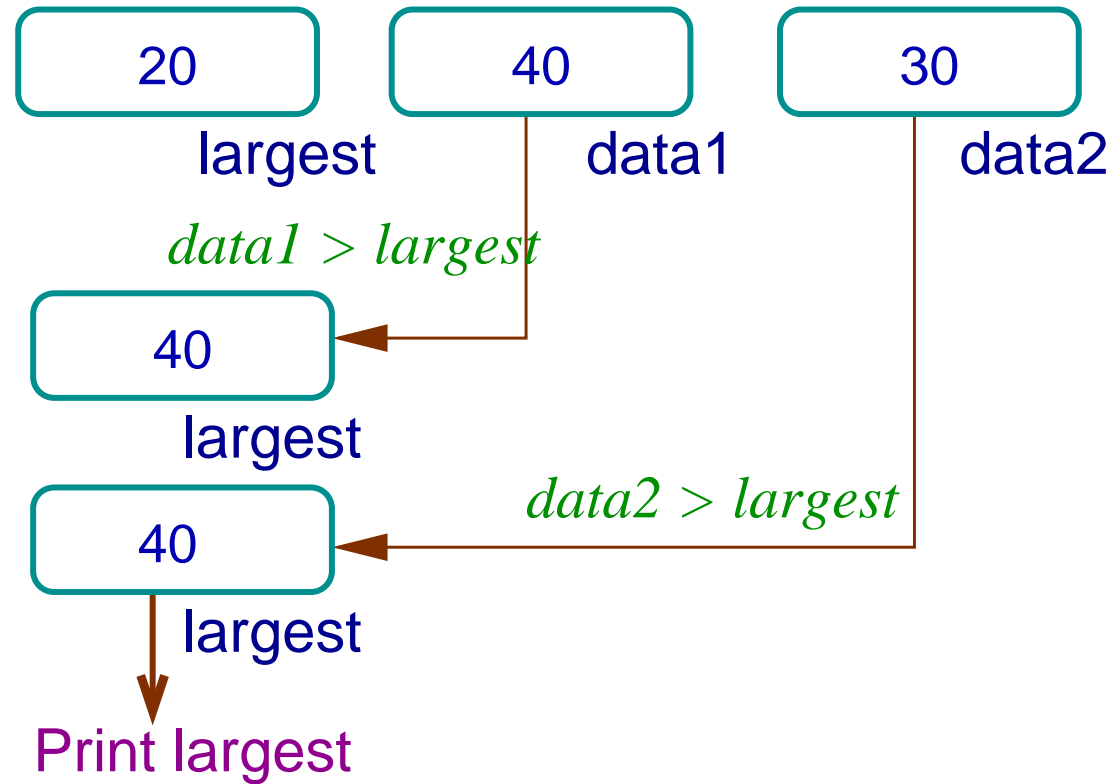 20 40 30
largest data1 data2
data1 > largest
40
largest
data2 > largest
40
largest
Print largest